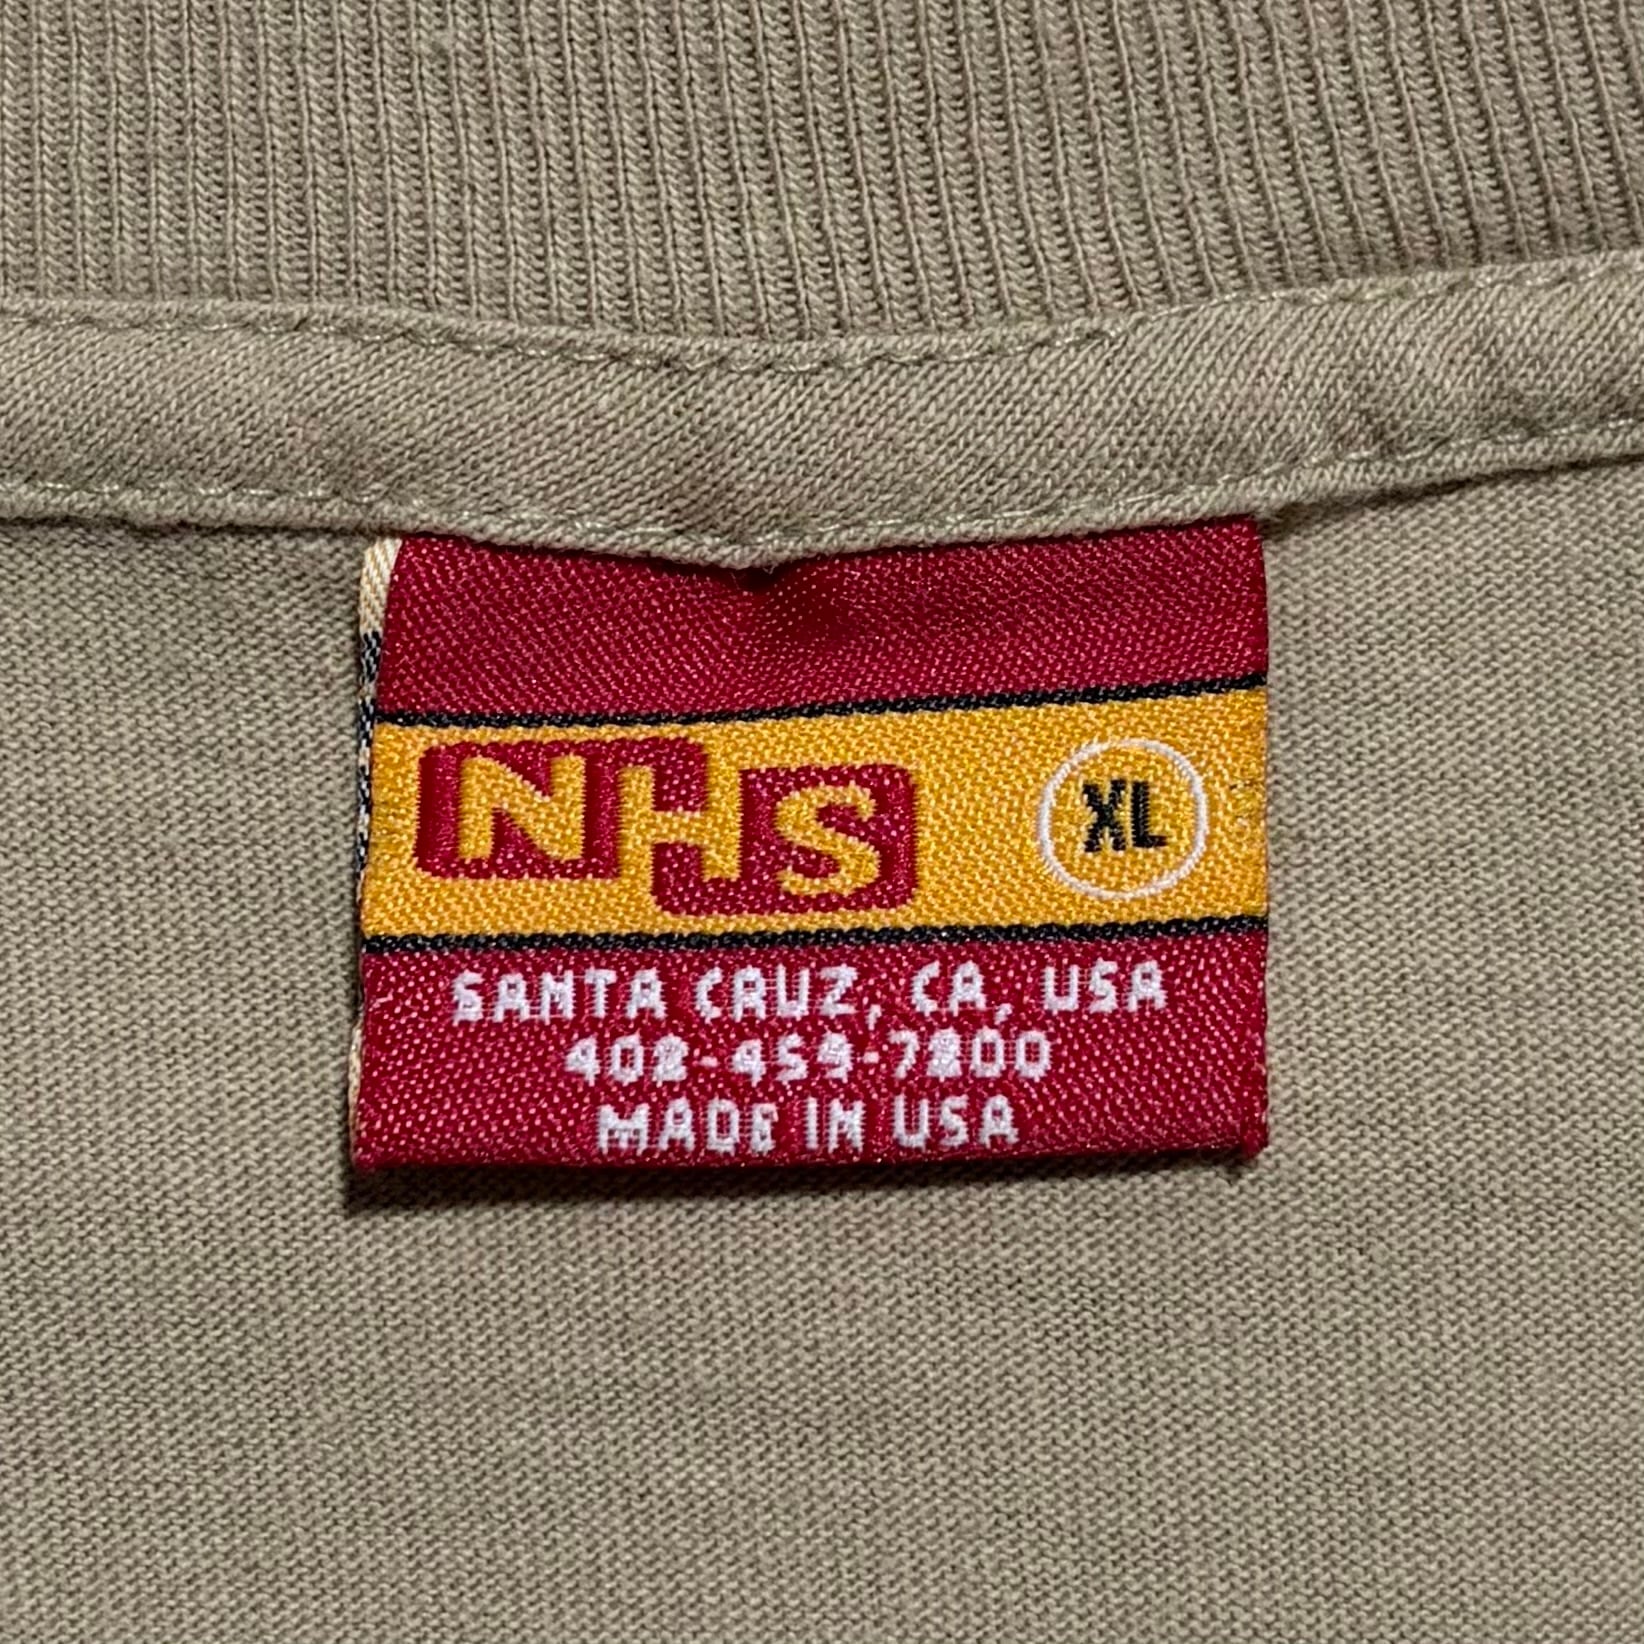 NHS XL
SANTA CRUZ, CA, USA
408-459-7800
MADE IN USA